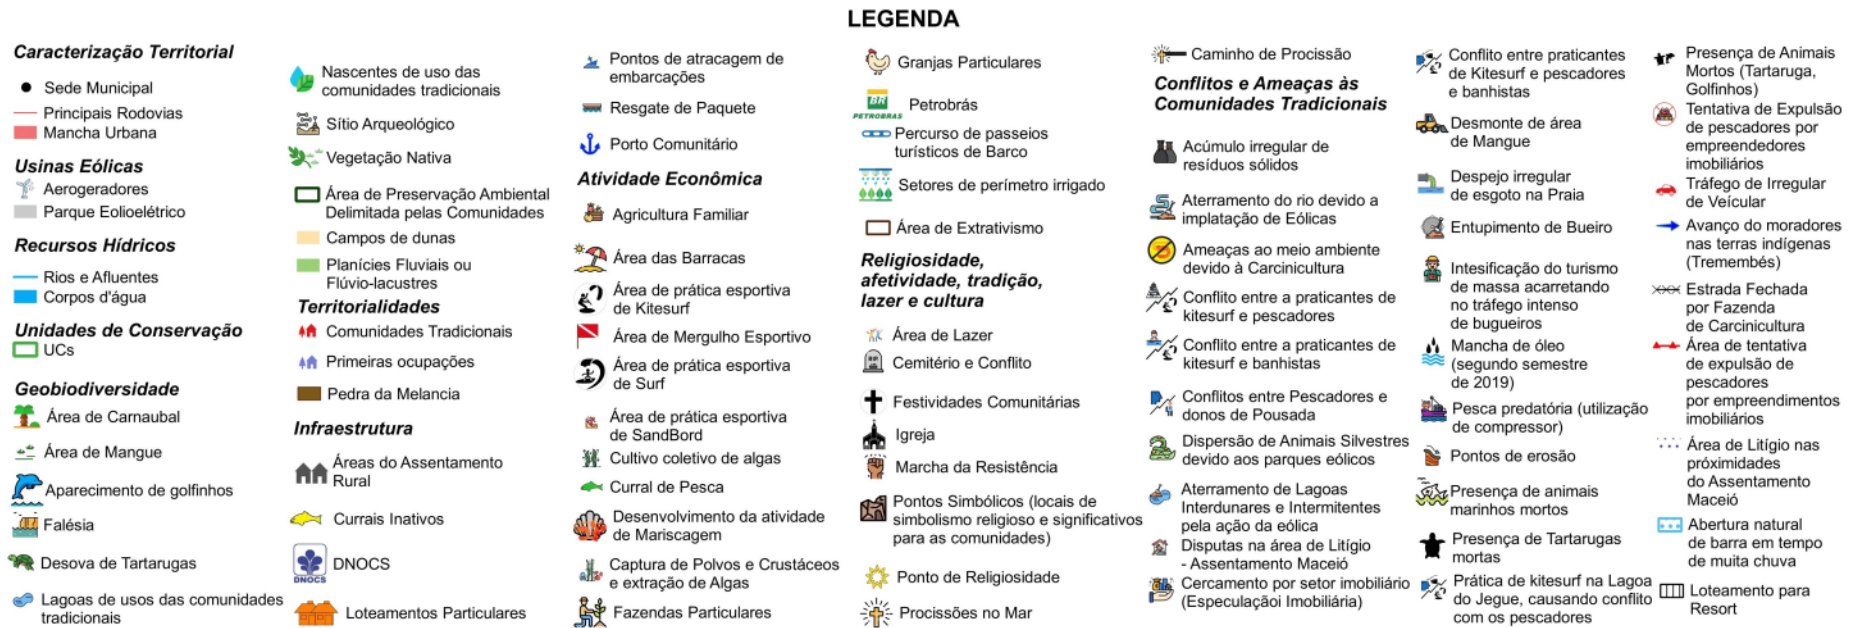 LEGENDA
Caracterização Territorial
Sede Municipal
Principais Rodovias
Mancha Urbana
Usinas Eólicas
Aerogeradores
Parque Eolioelétrico
Recursos Hídricos
Rios e Afluentes
Corpos d'água
Unidades de Conservação
UCs
Geobiodiversidade
Área de Carnaubal
Área de Mangue
Aparecimento de golfinhos
Falésia
Desova de Tartarugas
Lagoas de usos das comunidades
tradicionais
Nascentes de uso das
comunidades tradicionais
Sítio Arqueológico
Vegetação Nativa
Área de Preservação Ambiental
Delimitada pelas Comunidades
Campos de dunas
Planícies Fluviais ou
Flúvio-lacustres
Territorialidades
Comunidades Tradicionais
Primeiras ocupações
Pedra da Melancia
Infraestrutura
Áreas do Assentamento
Rural
Currais Inativos
DNOCS
DNOCS
Loteamentos Particulares
Pontos de atracagem de
embarcações
Resgate de Paquete
Porto Comunitário
Atividade Econômica
Agricultura Familiar
Área das Barracas
Área de prática esportiva
de Kitesurf
Área de Mergulho Esportivo
Área de prática esportiva
de Surf
Área de prática esportiva
de SandBord
Cultivo coletivo de algas
Curral de Pesca
Desenvolvimento da atividade
de Mariscagem
Captura de Polvos e Crustáceos
e extração de Algas
Fazendas Particulares
Granjas Particulares
BR
PETROBRAS
Petrobrás
Percurso de passeios
turísticos de Barco
Setores de perímetro irrigado
Área de Extrativismo
Religiosidade,
afetividade, tradição,
lazer e cultura
Área de Lazer
Cemitério e Conflito
Festividades Comunitárias
Igreja
Marcha da Resistência
Pontos Simbólicos (locais de
simbolismo religioso e significativos
para as comunidades)
Ponto de Religiosidade
Procissões no Mar
Caminho de Procissão
Conflitos e Ameaças às
Comunidades Tradicionais
Acúmulo irregular de
resíduos sólidos
Aterramento do rio devido a
implatação de Eólicas
Ameaças ao meio ambiente
devido à Carcinicultura
Conflito entre a praticantes de
kitesurf e pescadores
Conflito entre a praticantes de
kitesurf e banhistas
Conflitos entre Pescadores e
donos de Pousada
Dispersão de Animais Silvestres
devido aos parques eólicos
Aterramento de Lagoas
Interdunares e Intermitentes
pela ação da eólica
Disputas na área de Litígio
- Assentamento Maceió
Cercamento por setor imobiliário
(Especulaçãoi Imobiliária)
Conflito entre praticantes
de Kitesurf e pescadores
e banhistas
Desmonte de área
de Mangue
Despejo irregular
de esgoto na Praia
Entupimento de Bueiro
Intesificação do turismo
de massa acarretando
no tráfego intenso
de bugueiros
Mancha de óleo
(segundo semestre
de 2019)
Pesca predatória (utilização
de compressor)
Pontos de erosão
Presença de animais
marinhos mortos
Presença de Tartarugas
mortas
Prática de kitesurf na Lagoa
do Jegue, causando conflito
com os pescadores
Presença de Animais
Mortos (Tartaruga,
Golfinhos)
Tentativa de Expulsão
de pescadores por
empreendedores
imobiliários
Tráfego de Irregular
de Veícular
Avanço do moradores
nas terras indígenas
(Tremembés)
Estrada Fechada
por Fazenda
de Carcinicultura
Área de tentativa
de expulsão de
pescadores
por empreendimentos
imobiliários
Área de Litígio nas
próximidades
do Assentamento
Maceió
Abertura natural
de barra em tempo
de muita chuva
Loteamento para
Resort